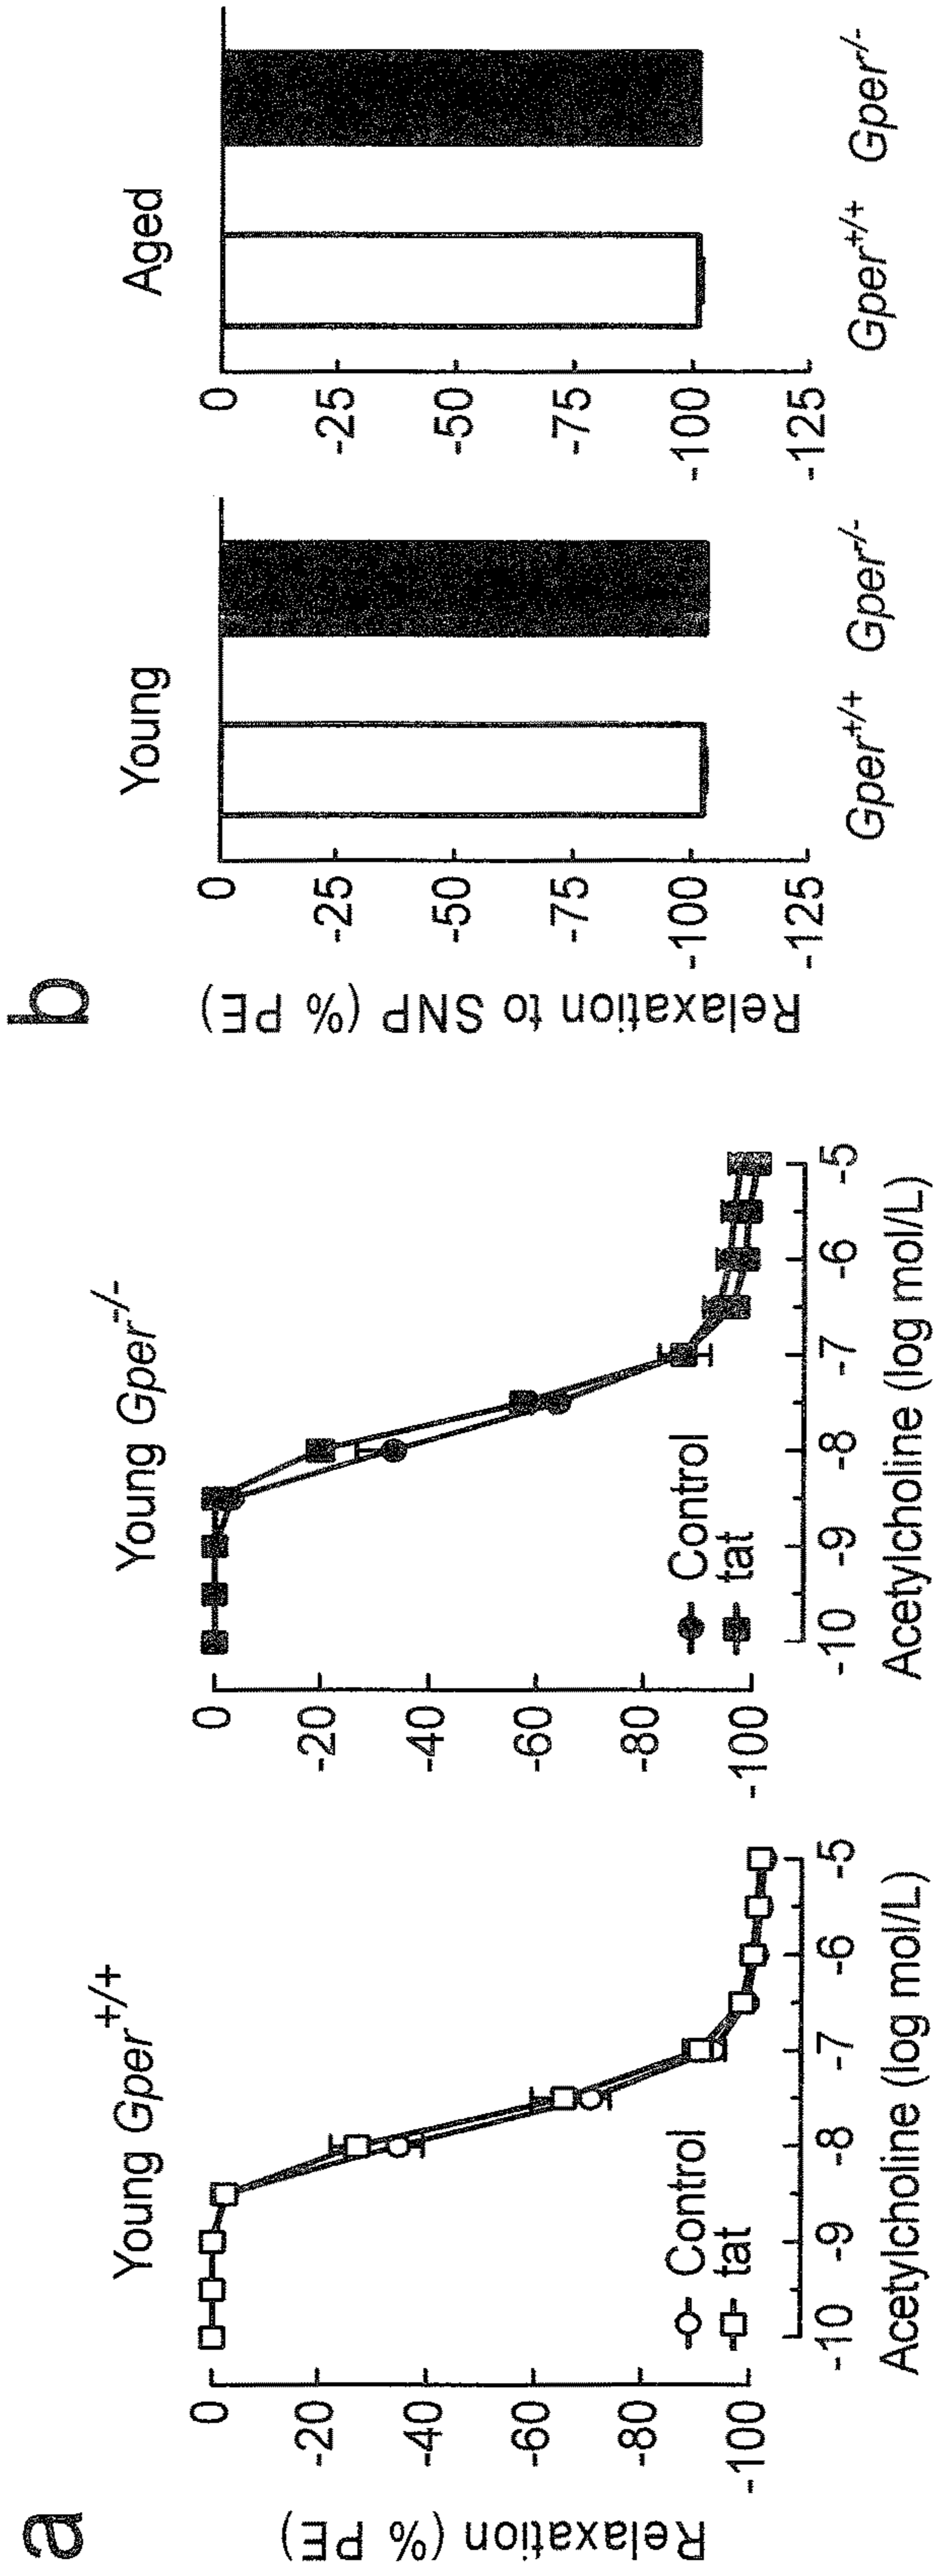 a
Young Gper+/+
Relaxation (% PE)
0
-20
-40
-60
-80
-100
Control
tat
-10 -9 -8 -7 -6 -5
Acetylcholine (log mol/L)
Young Gper-/-
0
-20
-40
-60
-80
-100
Control
tat
-10 -9 -8 -7 -6 -5
Acetylcholine (log mol/L)
b
Relaxation to SNP (% PE)
Young
0
-25
-50
-75
-100
-125
Gper+/+ Gper-/-
Aged
0
-25
-50
-75
-100
-125
Gper+/+ Gper-/-